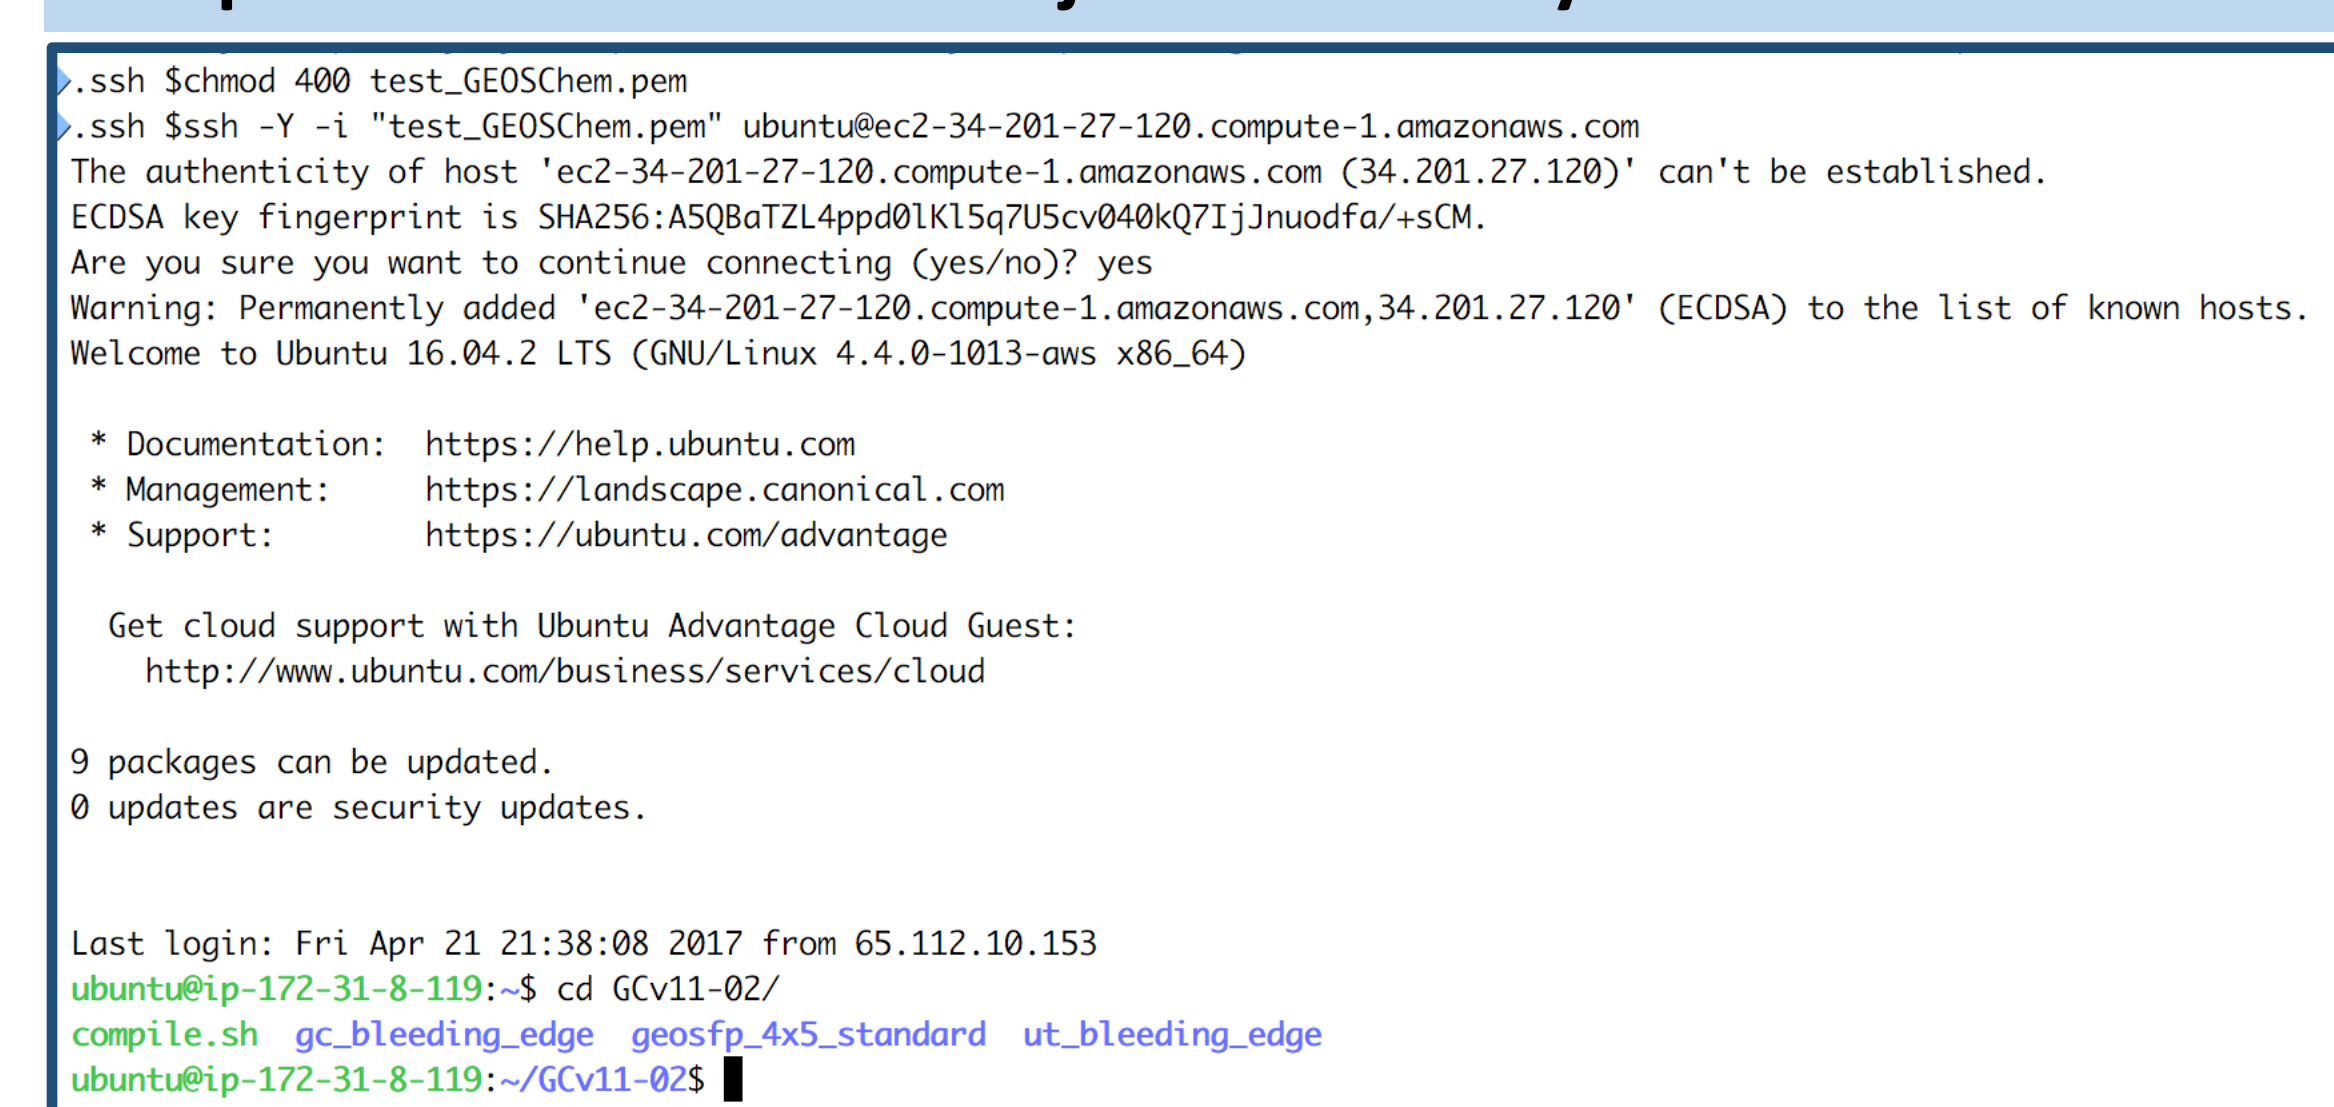 .ssh $chmod 400 test_GEOSChem.pem
.ssh $ssh -Y -i "test_GEOSChem.pem" ubuntu@ec2-34-201-27-120.compute-1.amazonaws.com
The authenticity of host 'ec2-34-201-27-120.compute-1.amazonaws.com (34.201.27.120)' can't be established.
ECDSA key fingerprint is SHA256:A5QBaTZL4ppd0lKl5q7U5cv040kQ7IjJnuodfa/+sCM.
Are you sure you want to continue connecting (yes/no)? yes
Warning: Permanently added 'ec2-34-201-27-120.compute-1.amazonaws.com,34.201.27.120' (ECDSA) to the list of known hosts.
Welcome to Ubuntu 16.04.2 LTS (GNU/Linux 4.4.0-1013-aws x86_64)
* Documentation:  https://help.ubuntu.com
* Management:     https://landscape.canonical.com
* Support:        https://ubuntu.com/advantage
Get cloud support with Ubuntu Advantage Cloud Guest:
http://www.ubuntu.com/business/services/cloud
9 packages can be updated.
0 updates are security updates.
Last login: Fri Apr 21 21:38:08 2017 from 65.112.10.153
ubuntu@ip-172-31-8-119:~$ cd GCv11-02/
compile.sh  gc_bleeding_edge  geosfp_4x5_standard  ut_bleeding_edge
ubuntu@ip-172-31-8-119:~/GCv11-02$